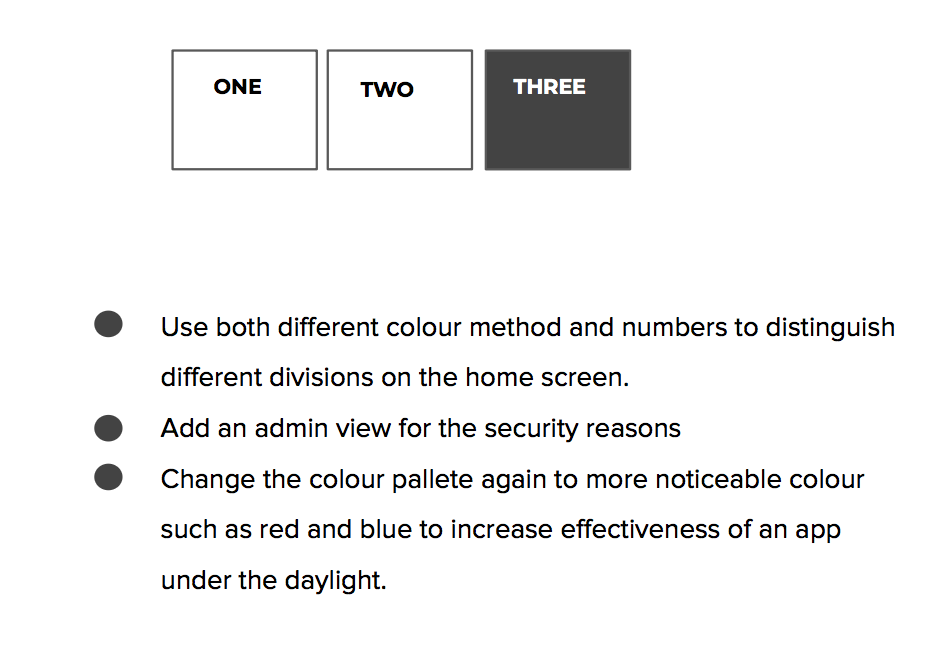 ONE TWO THREE
Use both different colour method and numbers to distinguish
different divisions on the home screen.
Add an admin view for the security reasons
Change the colour pallete again to more noticeable colour
such as red and blue to increase effectiveness of an app
under the daylight.